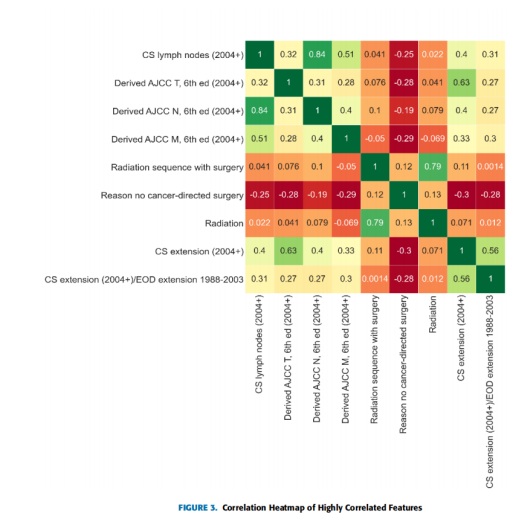 CS lymph nodes (2004+) 1 0.32 0.84 0.51 0.041 -0.25 0.022 0.4 0.31
Derived AJCC T, 6th ed (2004+) 0.32 1 0.31 0.28 0.076 -0.28 0.041 0.63 0.27
Derived AJCC N, 6th ed (2004+) 0.84 0.31 1 0.4 0.1 -0.19 0.079 0.4 0.27
Derived AJCC M, 6th ed (2004+) 0.51 0.28 0.4 1 -0.05 -0.29 -0.069 0.33 0.3
Radiation sequence with surgery 0.041 0.076 0.1 -0.05 1 0.12 0.79 0.11 0.0014
Reason no cancer-directed surgery -0.25 -0.28 -0.19 -0.29 0.12 1 0.13 -0.3 -0.28
Radiation 0.022 0.041 0.079 -0.069 0.79 0.13 1 0.071 0.012
CS extension (2004+) 0.4 0.63 0.4 0.33 0.11 -0.3 0.071 1 0.56
CS extension (2004+)/EOD extension 1988-2003 0.31 0.27 0.27 0.3 0.0014 -0.28 0.012 0.56 1
CS lymph nodes (2004+)
Derived AJCC T, 6th ed (2004+)
Derived AJCC N, 6th ed (2004+)
Derived AJCC M, 6th ed (2004+)
Radiation sequence with surgery
Reason no cancer-directed surgery
Radiation
CS extension (2004+)
CS extension (2004+)/EOD extension 1988-2003
FIGURE 3. Correlation Heatmap of Highly Correlated Features